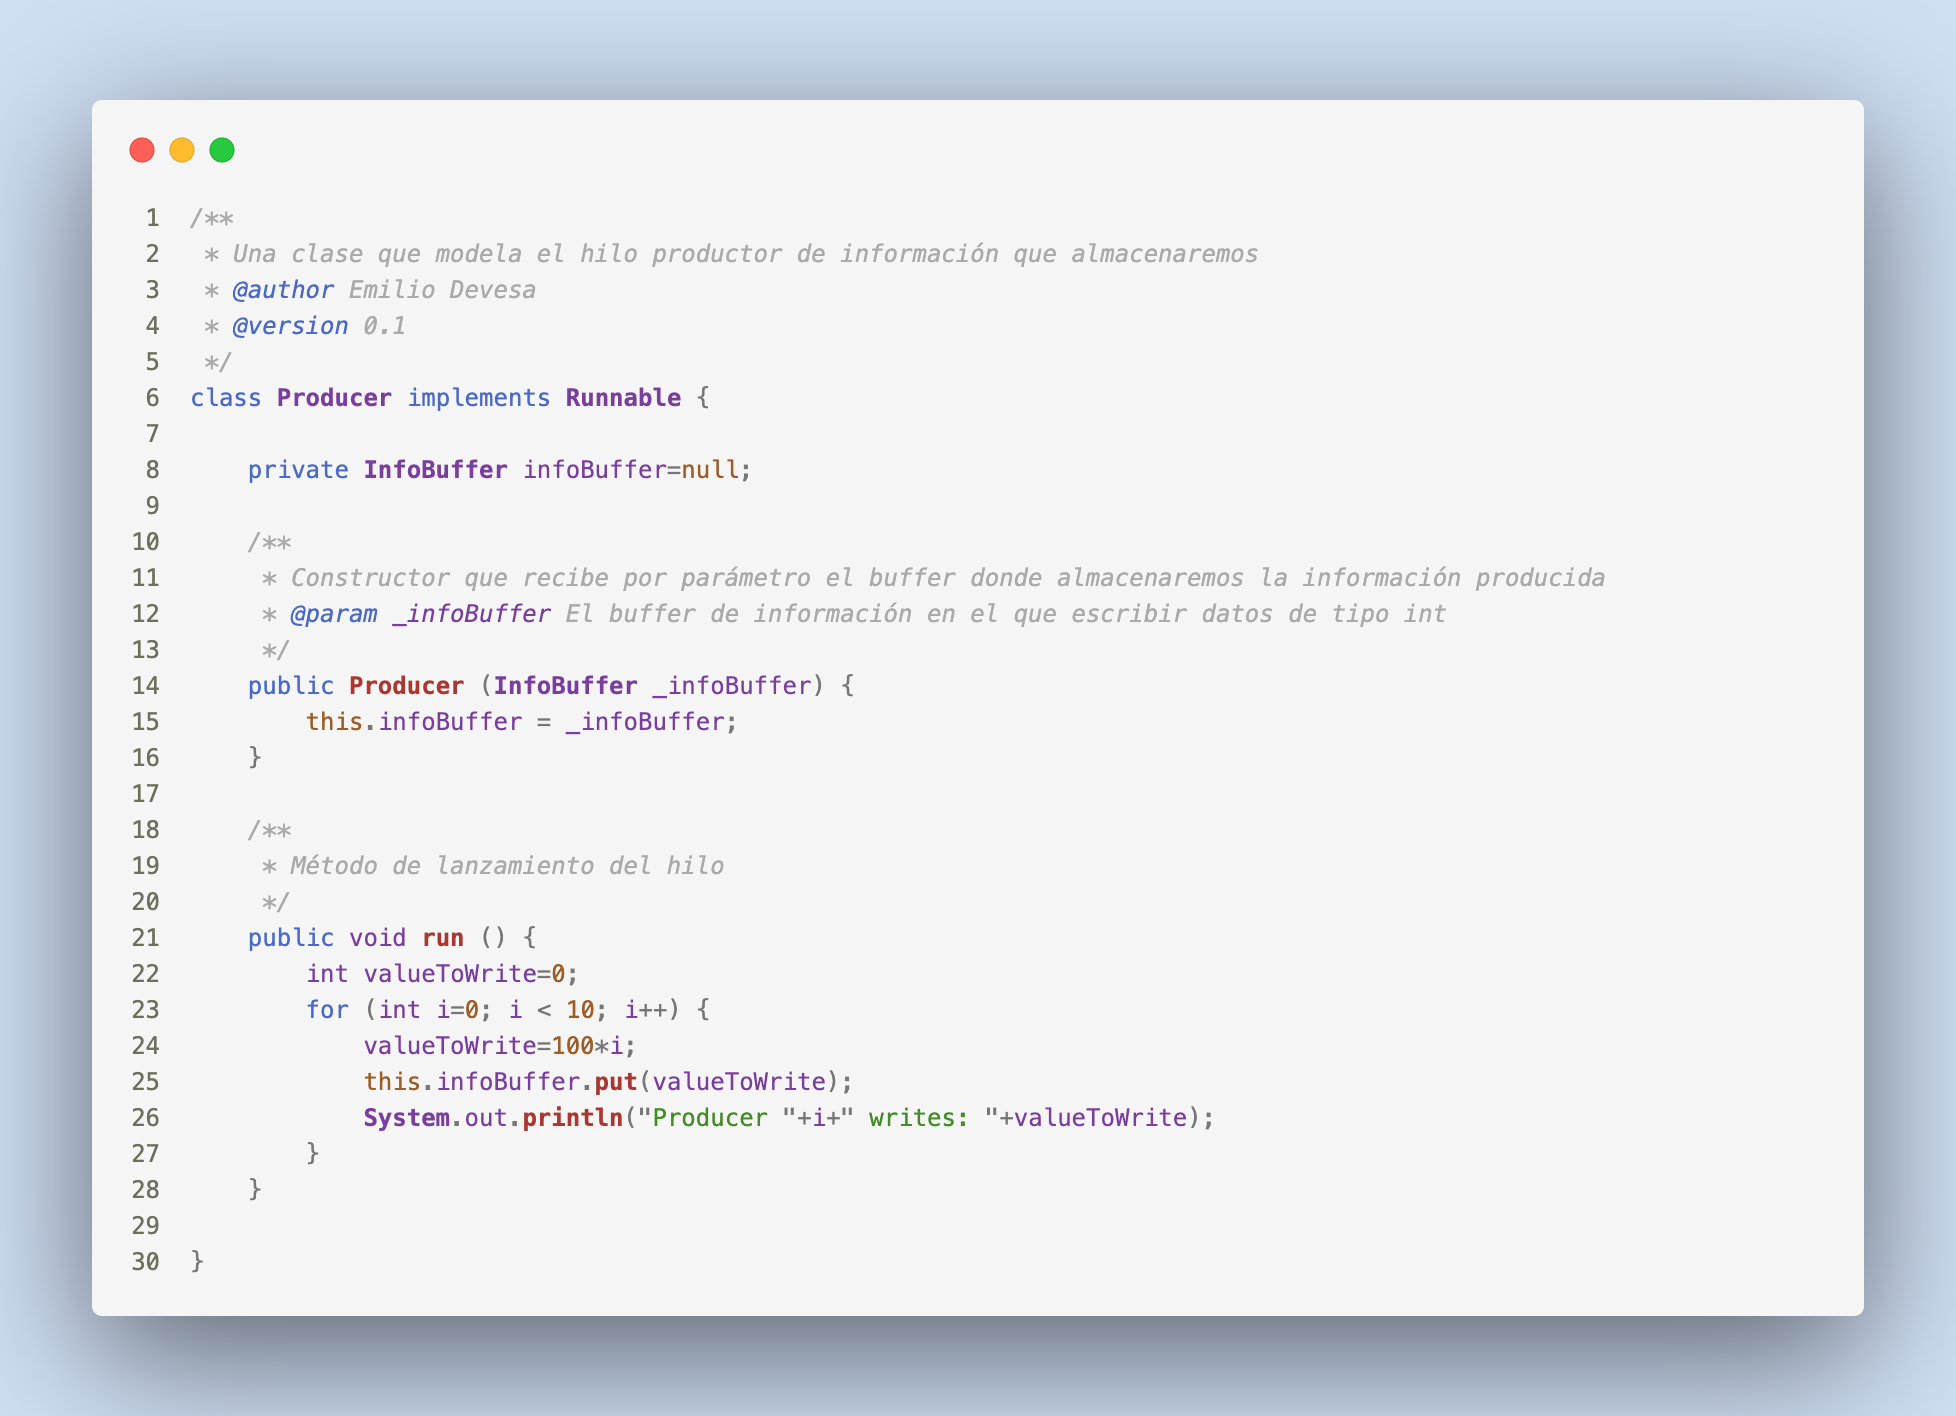 1 /**
2  * Una clase que modela el hilo productor de información que almacenaremos
3  * @author Emilio Devesa
4  * @version 0.1
5  */
6 class Producer implements Runnable {
7
8     private InfoBuffer infoBuffer=null;
9
10     /**
11      * Constructor que recibe por parámetro el buffer donde almacenaremos la información producida
12      * @param _infoBuffer El buffer de información en el que escribir datos de tipo int
13      */
14     public Producer (InfoBuffer _infoBuffer) {
15         this.infoBuffer = _infoBuffer;
16     }
17
18     /**
19      * Método de lanzamiento del hilo
20      */
21     public void run () {
22         int valueToWrite=0;
23         for (int i=0; i < 10; i++) {
24             valueToWrite=100*i;
25             this.infoBuffer.put(valueToWrite);
26             System.out.println("Producer "+i+" writes: "+valueToWrite);
27         }
28     }
29
30 }